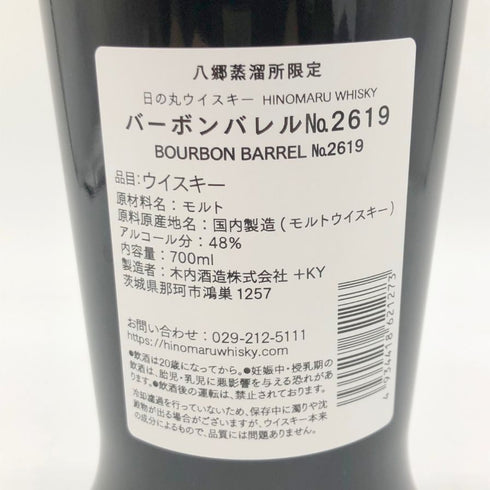 八郷蒸溜所限定
日の丸ウイスキー HINOMARU WHISKY
バーボンバレル№2619
BOURBON BARREL №2619
品目:ウイスキー
原材料名:モルト
原料原産地名:国内製造(モルトウイスキー)
アルコール分:48%
内容量:700ml
製造者:木内酒造株式会社 +KY
茨城県那珂市鴻巣1257
お問い合わせ:029-212-5111
https://hinomaruwhisky.com/
●飲酒は20歳になってから。●妊娠中・授乳期の
飲酒は、胎児・乳児に悪影響を与える恐れがあ
ります。●飲酒後の運転は、禁止されております。
冷却濾過を行っていないため、保存中に濁りや沈
澱物が出る場合がございますが、ウイスキー本来
の成分によるもので、品質には問題ありません。
4934418621273